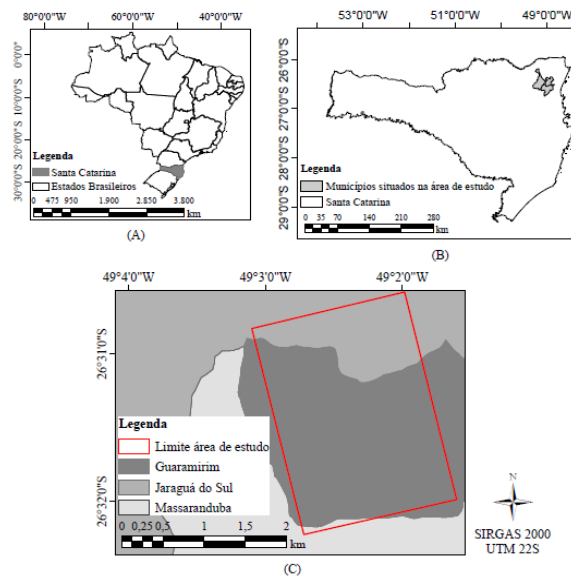 80°0'0"W 60°0'0"W 40°0'0"W
0°0'0"
10°0'0"S
20°0'0"S
30°0'0"S
Legenda
Santa Catarina
Estados Brasileiros
0 475 950 1.900 2.850 3.800
km
(A)
53°0'0"W 51°0'0"W 49°0'0"W
26°0'0"S
27°0'0"S
28°0'0"S
29°0'0"S
Legenda
Municípios situados na área de estudo
Santa Catarina
0 35 70 140 210 280
km
(B)
49°4'0"W 49°3'0"W 49°2'0"W
26°31'0"S
26°32'0"S
Legenda
Limite área de estudo
Guaramirim
Jaraguá do Sul
Massaranduba
0 0,25 0,5 1 1,5 2
km
(C)
N
SIRGAS 2000
UTM 22S